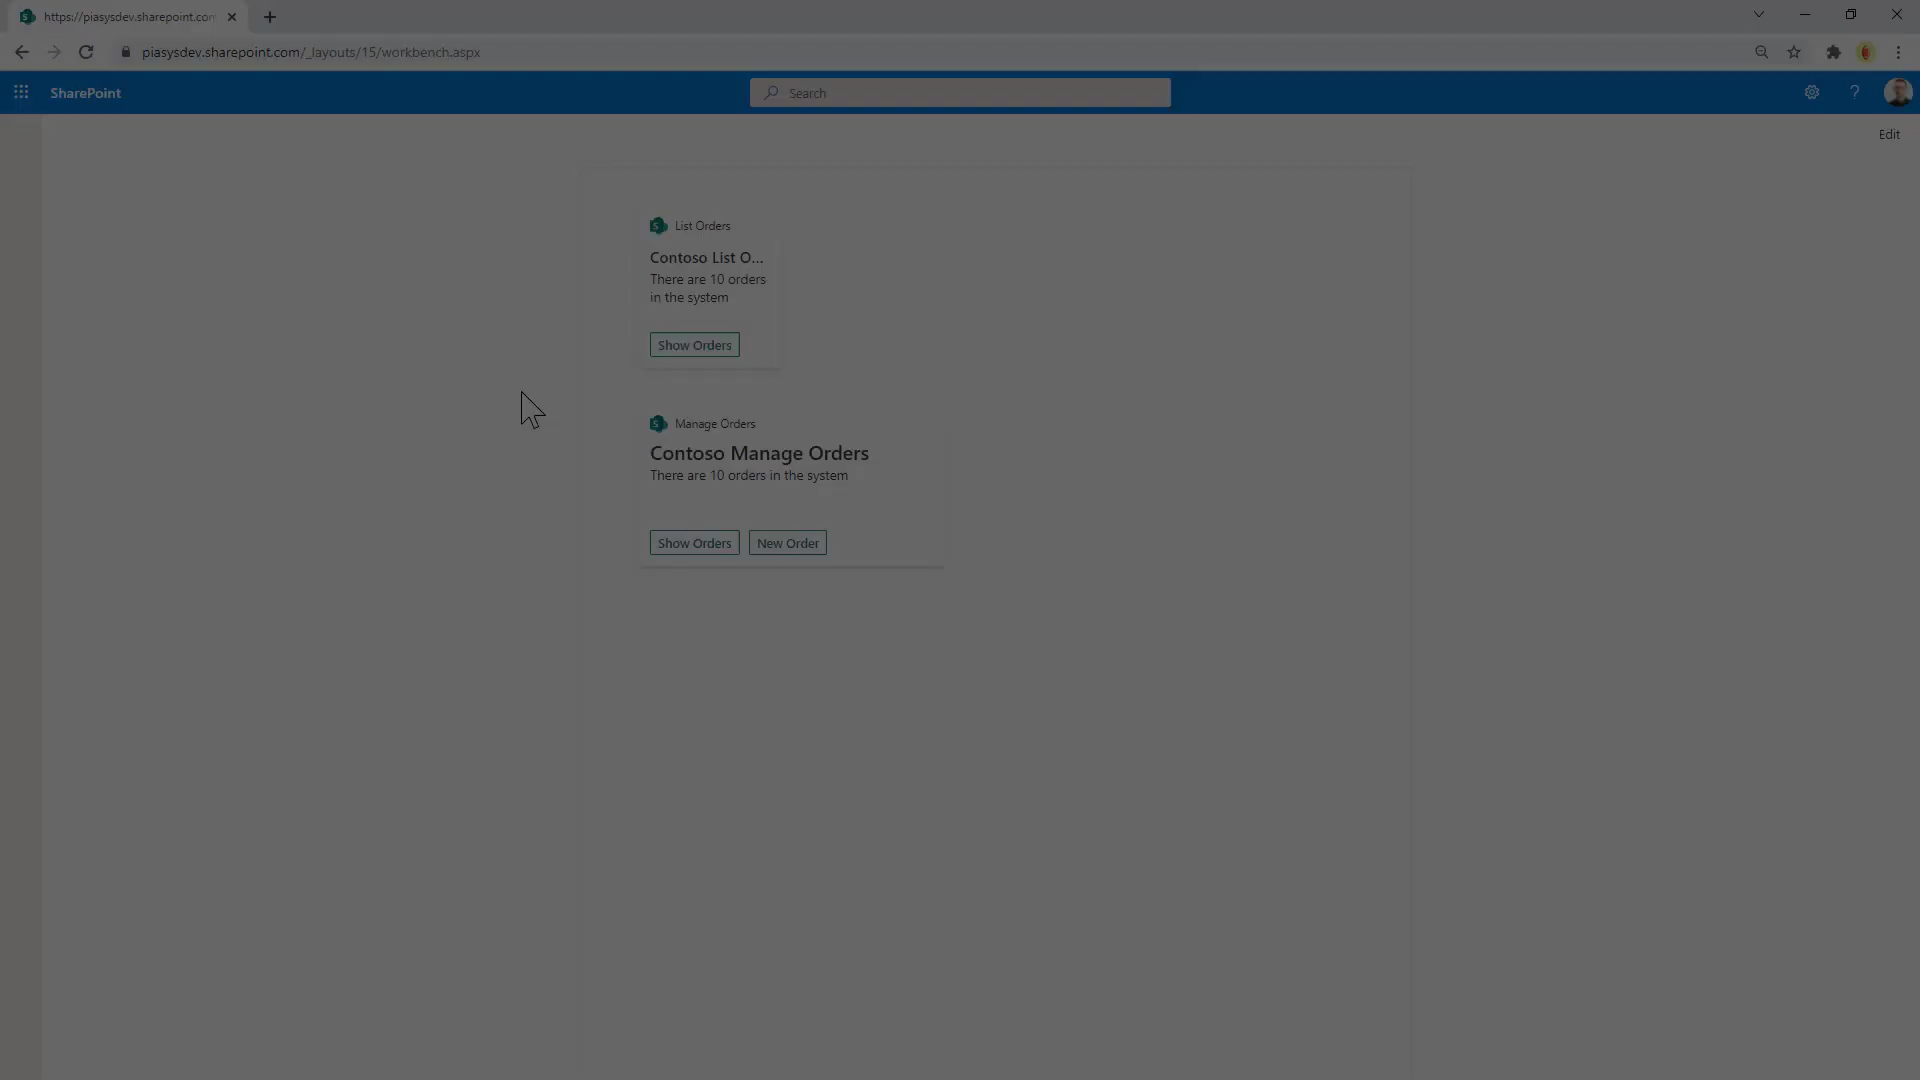 https://piasysdev.sharepoint.com
piasysdev.sharepoint.com/_layouts/15/workbench.aspx
SharePoint
Search
?
Edit
List Orders
Contoso List O...
There are 10 orders
in the system
Show Orders
Manage Orders
Contoso Manage Orders
There are 10 orders in the system
Show Orders
New Order